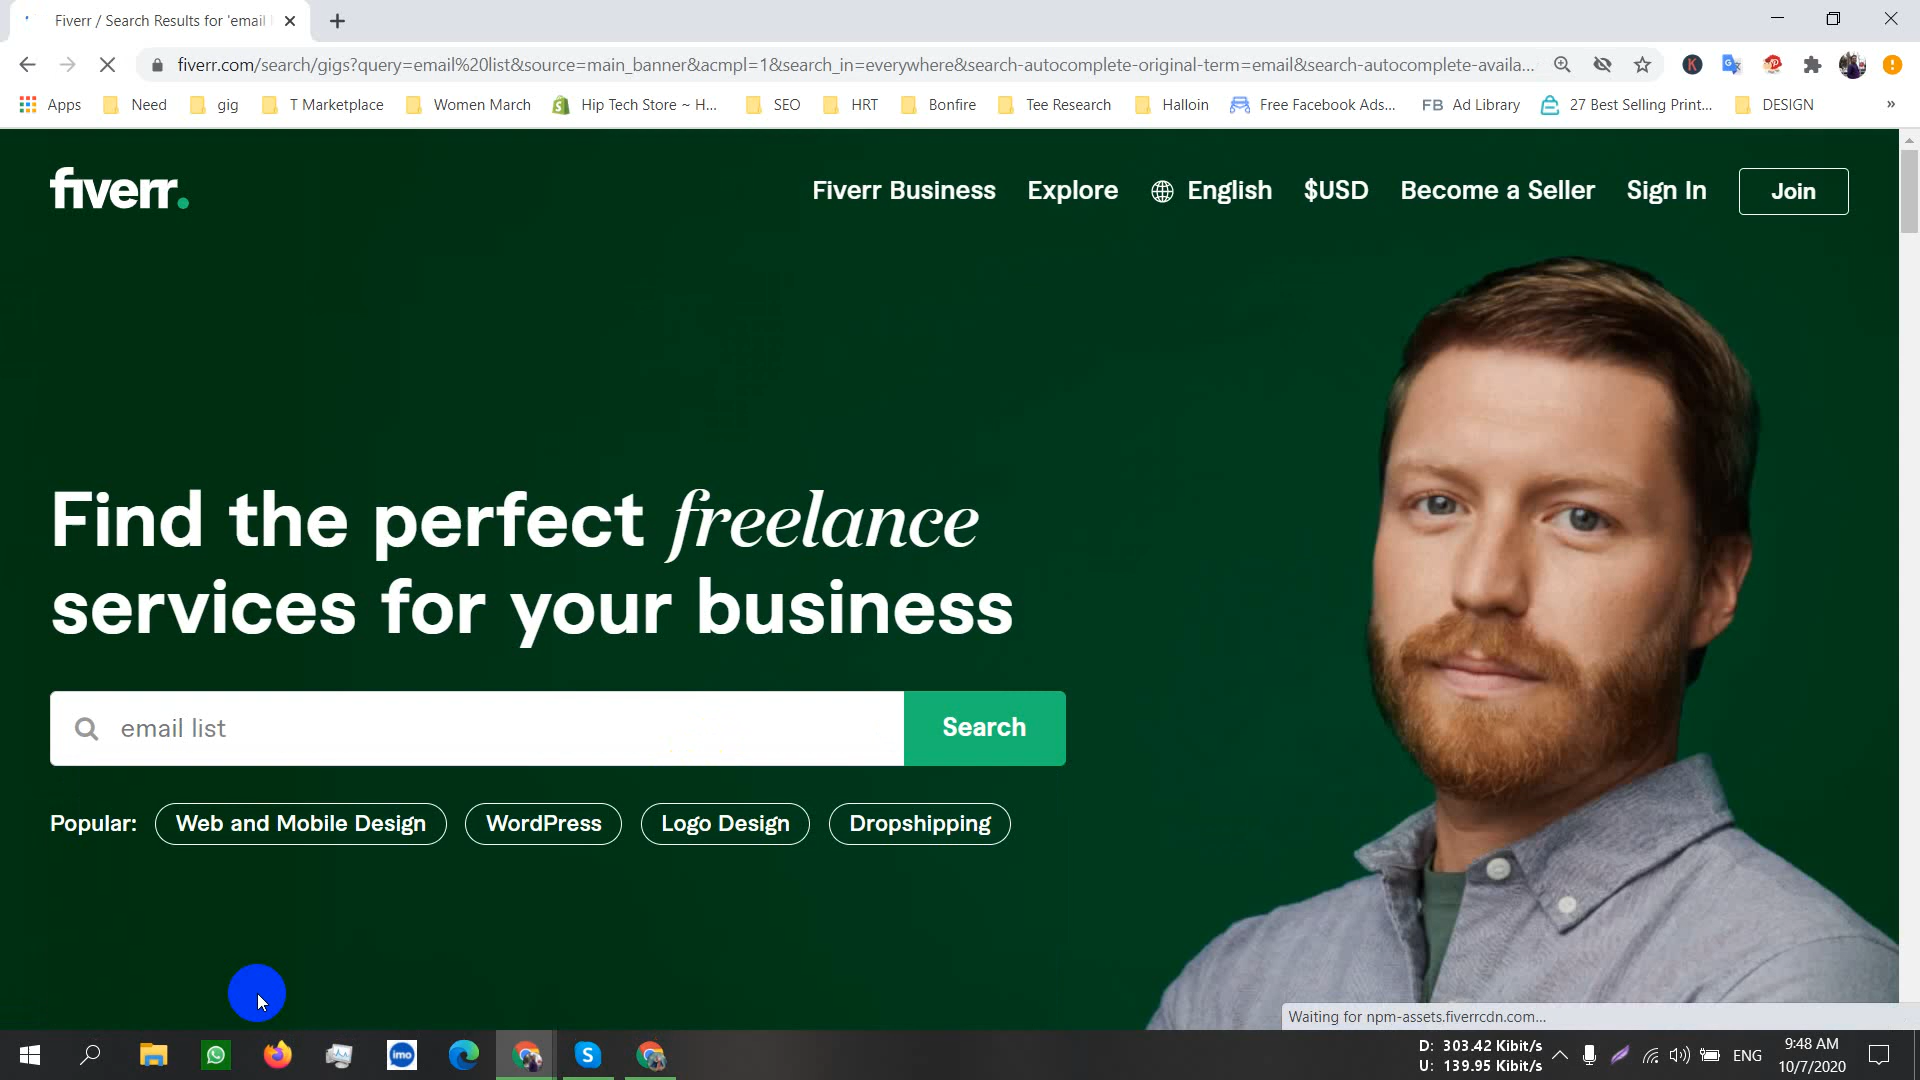 Fiverr / Search Results for 'email
fiverr.com/search/gigs?query=email%20list&source=main_banner&acmpl=1&search_in=everywhere&search-autocomplete-original-term=email&search-autocomplete-availa...
Apps Need gig T Marketplace Women March Hip Tech Store ~ H... SEO HRT Bonfire Tee Research Halloin Free Facebook Ads... FB Ad Library 27 Best Selling Print... DESIGN »
fiverr. Fiverr Business Explore English $USD Become a Seller Sign In Join
Find the perfect freelance
services for your business
email list Search
Popular: Web and Mobile Design WordPress Logo Design Dropshipping
Waiting for npm-assets.fiverrcdn.com...
D: 303.42 Kibit/s
U: 139.95 Kibit/s
ENG
9:48 AM
10/7/2020
imo